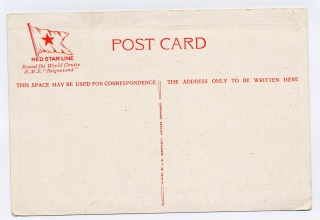 POST CARD
RED STAR LINE
Round the World Cruise
R.M.S. "Belgenland"
THIS SPACE MAY BE USED FOR CORRESPONDENCE.
THE ADDRESS ONLY TO BE WRITTEN HERE